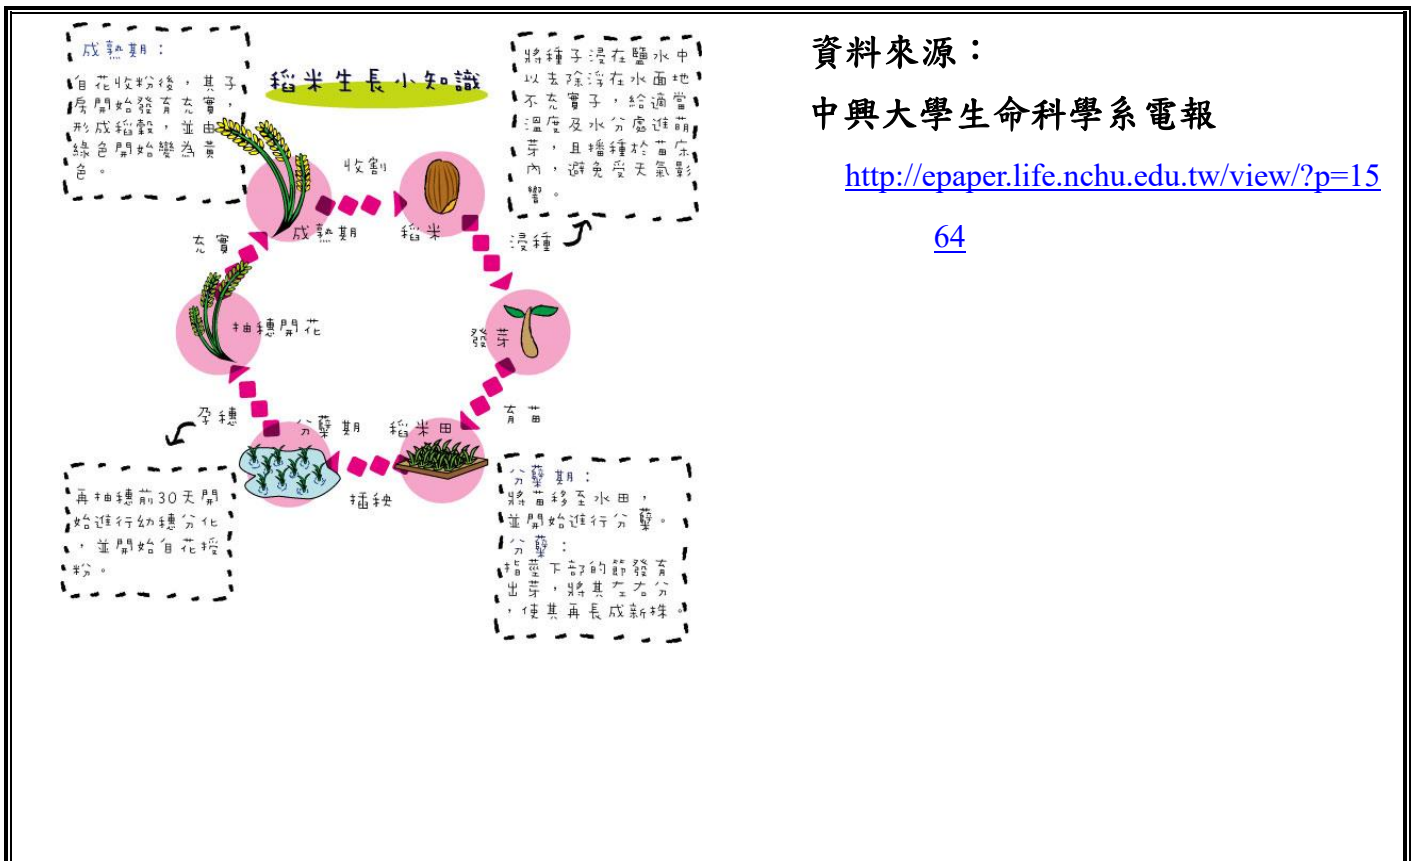 成熟期：
自花收粉後，其子
房開始發育充實，
形成稻穀，並由
綠色開始變為黃
色。
稻米生長小知識
將種子浸在鹽水中
以去除浮在水面地
不充實子，給適當
溫度及水分處進萌
芽，且播種於苗床
內，避免受天氣影
響。
收割
成熟期
稻米
浸種
充實
抽穗開花
發芽
孕穗
分蘗期
稻米田
育苗
插秧
再抽穗前30天開
始進行幼穗分化
，並開始自花授
粉。
分蘗期：
將苗移至水田，
並開始進行分蘗。
分蘗：
指莖下部的節發育
出芽，將其左右分
，使其再長成新株。
資料來源：
中興大學生命科學系電報
http://epaper.life.nchu.edu.tw/view/?p=15
64